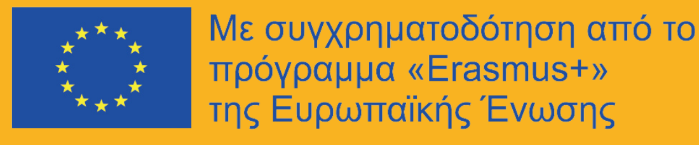 Με συγχρηματοδότηση από το
πρόγραμμα «Erasmus+»
της Ευρωπαϊκής Ένωσης